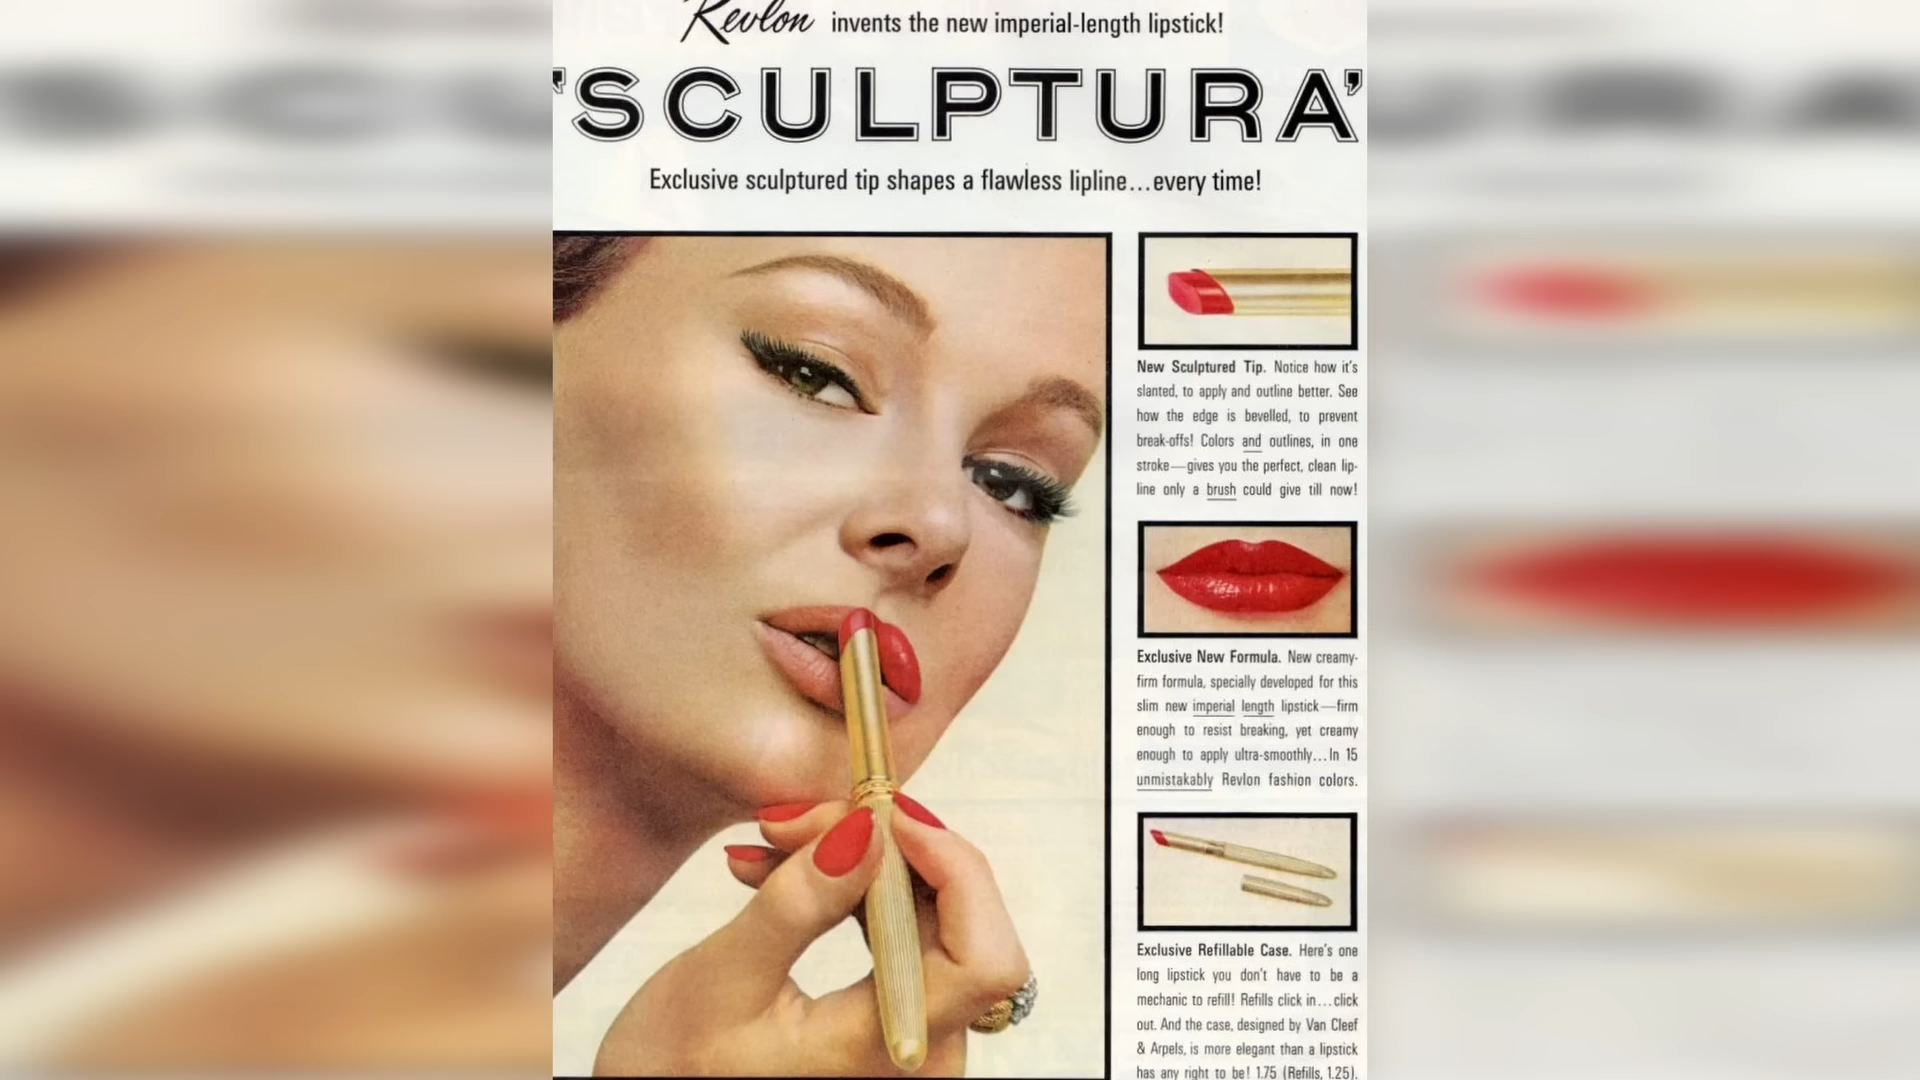 Revlon invents the new imperial-length lipstick!
'SCULPTURA'
Exclusive sculptured tip shapes a flawless lipline...every time!
New Sculptured Tip. Notice how it's
slanted, to apply and outline better. See
how the edge is bevelled, to prevent
break-offs! Colors and outlines, in one
stroke—gives you the perfect, clean lip-
line only a brush could give till now!
Exclusive New Formula. New creamy-
firm formula, specially developed for this
slim new imperial length lipstick—firm
enough to resist breaking, yet creamy
enough to apply ultra-smoothly...In 15
unmistakably Revlon fashion colors.
Exclusive Refillable Case. Here's one
long lipstick you don't have to be a
mechanic to refill! Refills click in...click
out. And the case, designed by Van Cleef
& Arpels, is more elegant than a lipstick
has any right to be! 1.75 (Refills, 1.25).